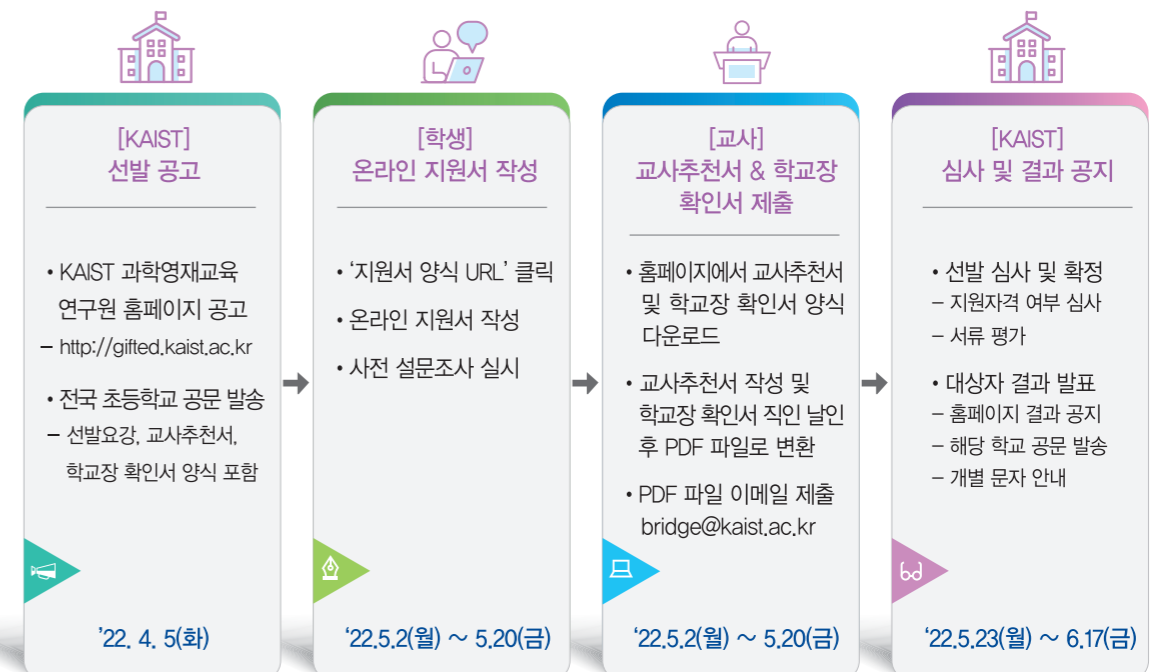 [KAIST]
선발 공고
• KAIST 과학영재교육
연구원 홈페이지 공고
– http://gifted.kaist.ac.kr
• 전국 초등학교 공문 발송
– 선발요강, 교사추천서,
학교장 확인서 양식 포함
'22. 4. 5(화)
[학생]
온라인 지원서 작성
• ‘지원서 양식 URL’ 클릭
• 온라인 지원서 작성
• 사전 설문조사 실시
‘22.5.2(월) ~ 5.20(금)
[교사]
교사추천서 & 학교장
확인서 제출
• 홈페이지에서 교사추천서
및 학교장 확인서 양식
다운로드
• 교사추천서 작성 및
학교장 확인서 직인 날인
후 PDF 파일로 변환
• PDF 파일 이메일 제출
bridge@kaist.ac.kr
‘22.5.2(월) ~ 5.20(금)
[KAIST]
심사 및 결과 공지
• 선발 심사 및 확정
– 지원자격 여부 심사
– 서류 평가
• 대상자 결과 발표
– 홈페이지 결과 공지
– 해당 학교 공문 발송
– 개별 문자 안내
‘22.5.23(월) ~ 6.17(금)